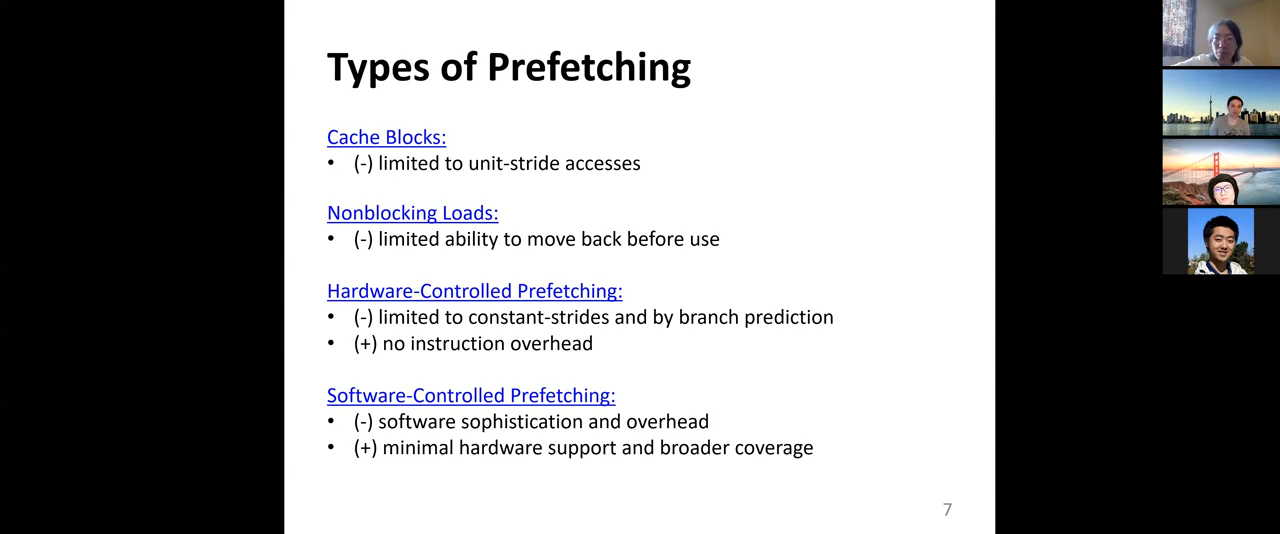 Types of Prefetching
Cache Blocks:
• (-) limited to unit-stride accesses
Nonblocking Loads:
• (-) limited ability to move back before use
Hardware-Controlled Prefetching:
• (-) limited to constant-strides and by branch prediction
• (+) no instruction overhead
Software-Controlled Prefetching:
• (-) software sophistication and overhead
• (+) minimal hardware support and broader coverage
7